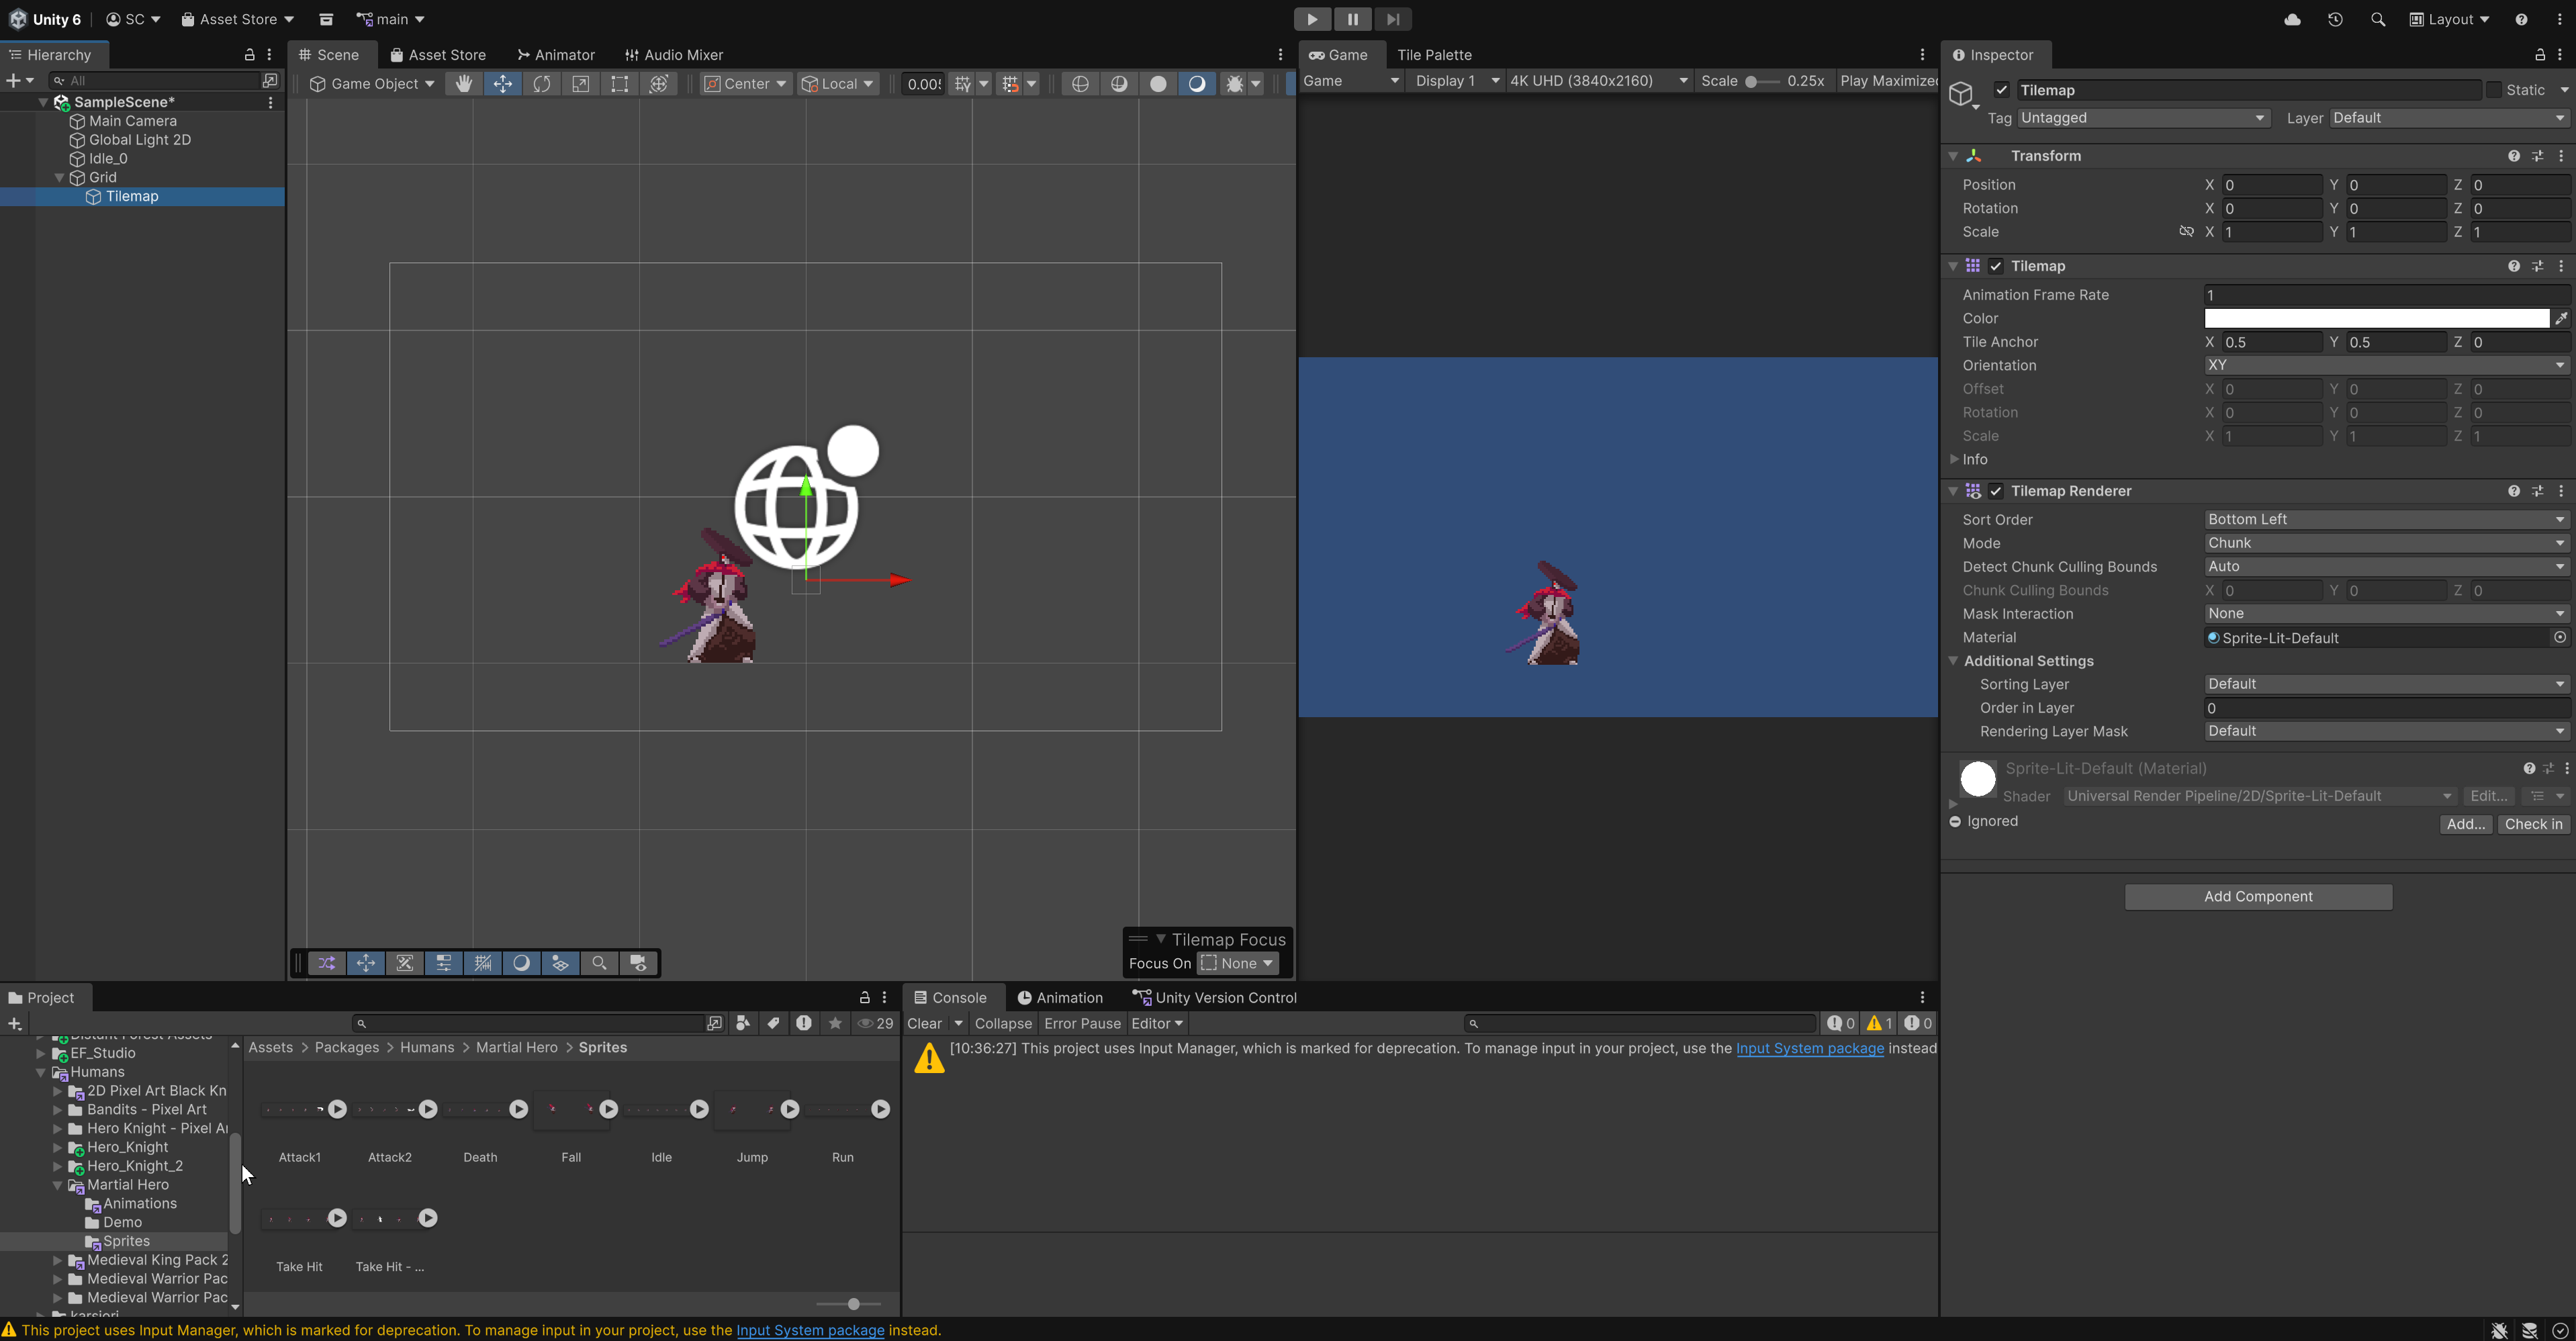 Unity 6 SC Asset Store main Layout
Hierarchy Scene Asset Store Animator Audio Mixer Game Tile Palette Inspector
All Game Object Center Local 0.005 Game Display 1 4K UHD (3840x2160) Scale 0.25x Play Maximized
SampleScene*
Main Camera
Global Light 2D
Idle_0
Grid
Tilemap
Tilemap Static
Tag Untagged Layer Default
Transform
Position X 0 Y 0 Z 0
Rotation X 0 Y 0 Z 0
Scale X 1 Y 1 Z 1
Tilemap
Animation Frame Rate 1
Color
Tile Anchor X 0.5 Y 0.5 Z 0
Orientation XY
Offset X 0 Y 0 Z 0
Rotation X 0 Y 0 Z 0
Scale X 1 Y 1 Z 1
Info
Tilemap Renderer
Sort Order Bottom Left
Mode Chunk
Detect Chunk Culling Bounds Auto
Chunk Culling Bounds X 0 Y 0 Z 0
Mask Interaction None
Material Sprite-Lit-Default
Additional Settings
Sorting Layer Default
Order in Layer 0
Rendering Layer Mask Default
Sprite-Lit-Default (Material)
Shader Universal Render Pipeline/2D/Sprite-Lit-Default Edit...
Ignored Add... Check in
Add Component
Tilemap Focus
Focus On None
Project
29
Distant Forest Assets
EF_Studio
Humans
2D Pixel Art Black Kn
Bandits - Pixel Art
Hero Knight - Pixel Ar
Hero_Knight
Hero_Knight_2
Martial Hero
Animations
Demo
Sprites
Medieval King Pack 2
Medieval Warrior Pac
Medieval Warrior Pac
karsiori
Assets > Packages > Humans > Martial Hero > Sprites
Attack1 Attack2 Death Fall Idle Jump Run
Take Hit Take Hit - ...
Console Animation Unity Version Control
Clear Collapse Error Pause Editor 0 1 0
[10:36:27] This project uses Input Manager, which is marked for deprecation. To manage input in your project, use the Input System package instead
This project uses Input Manager, which is marked for deprecation. To manage input in your project, use the Input System package instead.